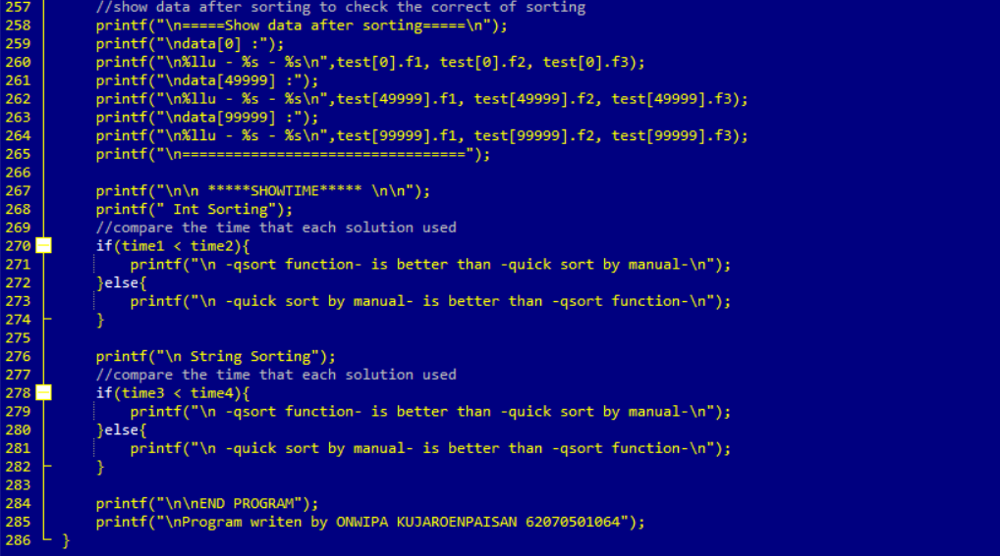 257 //show data after sorting to check the correct of sorting
258 printf("\n=====Show data after sorting=====\n");
259 printf("\ndata[0] :");
260 printf("\n%llu - %s - %s\n",test[0].f1, test[0].f2, test[0].f3);
261 printf("\ndata[49999] :");
262 printf("\n%llu - %s - %s\n",test[49999].f1, test[49999].f2, test[49999].f3);
263 printf("\ndata[99999] :");
264 printf("\n%llu - %s - %s\n",test[99999].f1, test[99999].f2, test[99999].f3);
265 printf("\n=================================");
266
267 printf("\n\n *****SHOWTIME***** \n\n");
268 printf(" Int Sorting");
269 //compare the time that each solution used
270 if(time1 < time2){
271 printf("\n -qsort function- is better than -quick sort by manual-\n");
272 }else{
273 printf("\n -quick sort by manual- is better than -qsort function-\n");
274 }
275
276 printf("\n String Sorting");
277 //compare the time that each solution used
278 if(time3 < time4){
279 printf("\n -qsort function- is better than -quick sort by manual-\n");
280 }else{
281 printf("\n -quick sort by manual- is better than -qsort function-\n");
282 }
283
284 printf("\n\nEND PROGRAM");
285 printf("\nProgram writen by ONWIPA KUJAROENPAISAN 62070501064");
286 }